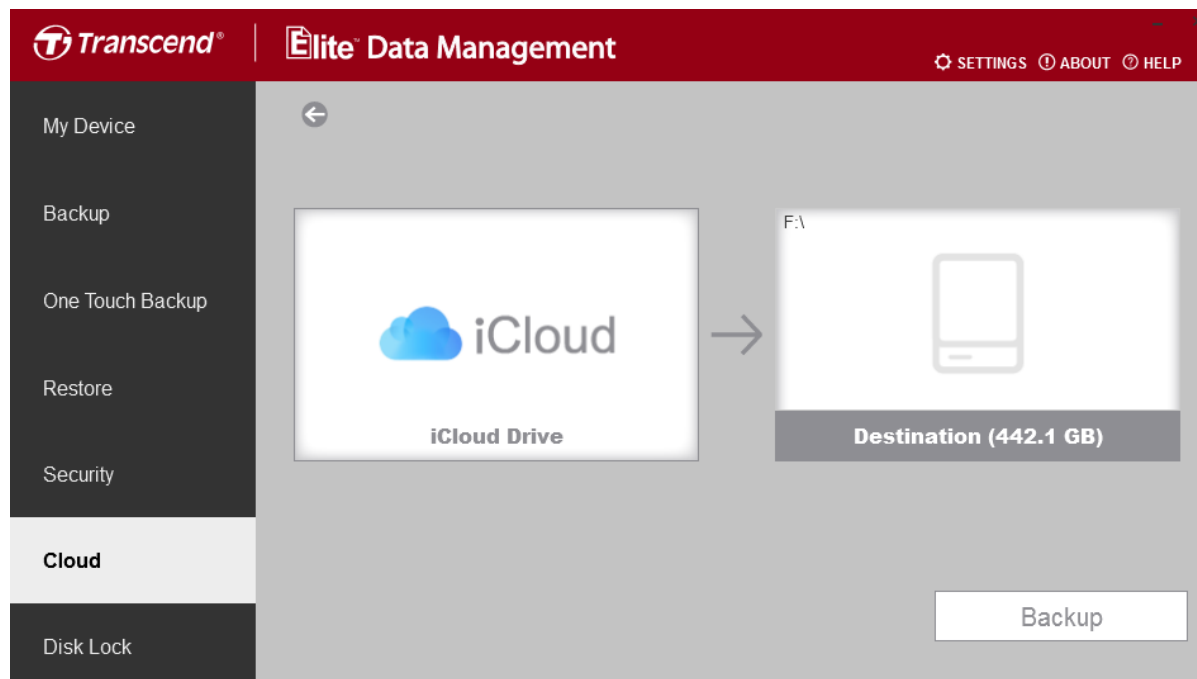 Transcend® Elite™ Data Management
SETTINGS ABOUT HELP
My Device
Backup
One Touch Backup
Restore
Security
Cloud
Disk Lock
iCloud
iCloud Drive
F:\
Destination (442.1 GB)
Backup